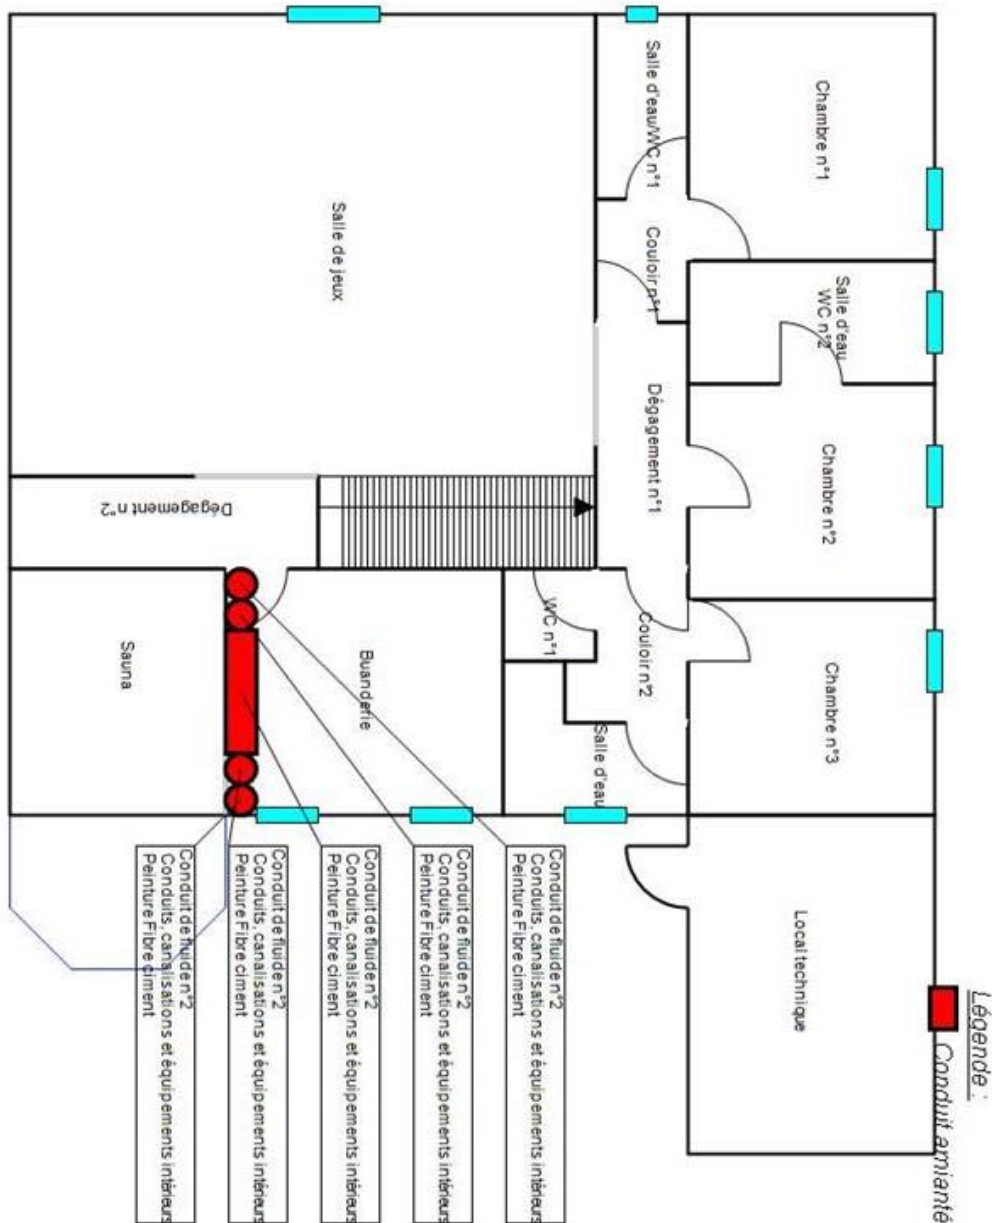 Légende :
Conduit amianté
Chambre n°1
Salle d'eau
WC n°2
Chambre n°2
Chambre n°3
Local technique
Salle d'eau/WC n°1
Couloir n°1
Dégagement n°1
Couloir n°2
WC n°1
Salle d'eau
Salle de jeux
Dégagement n°2
Buanderie
Sauna
Conduit de fluide n°2
Conduits, canalisations et équipements intérieurs
Peinture Fibre ciment
Conduit de fluide n°2
Conduits, canalisations et équipements intérieurs
Peinture Fibre ciment
Conduit de fluide n°2
Conduits, canalisations et équipements intérieurs
Peinture Fibre ciment
Conduit de fluide n°2
Conduits, canalisations et équipements intérieurs
Peinture Fibre ciment
Conduit de fluide n°2
Conduits, canalisations et équipements intérieurs
Peinture Fibre ciment